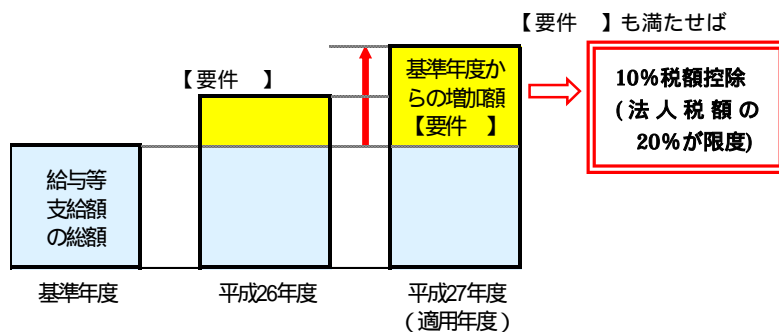 【要件　】も満たせば
【要件　】
基準年度か
らの増加額
【要件　】
10%税額控除
(法人税額の
20%が限度)
給与等
支給額
の総額
基準年度
平成26年度
平成27年度
（適用年度）